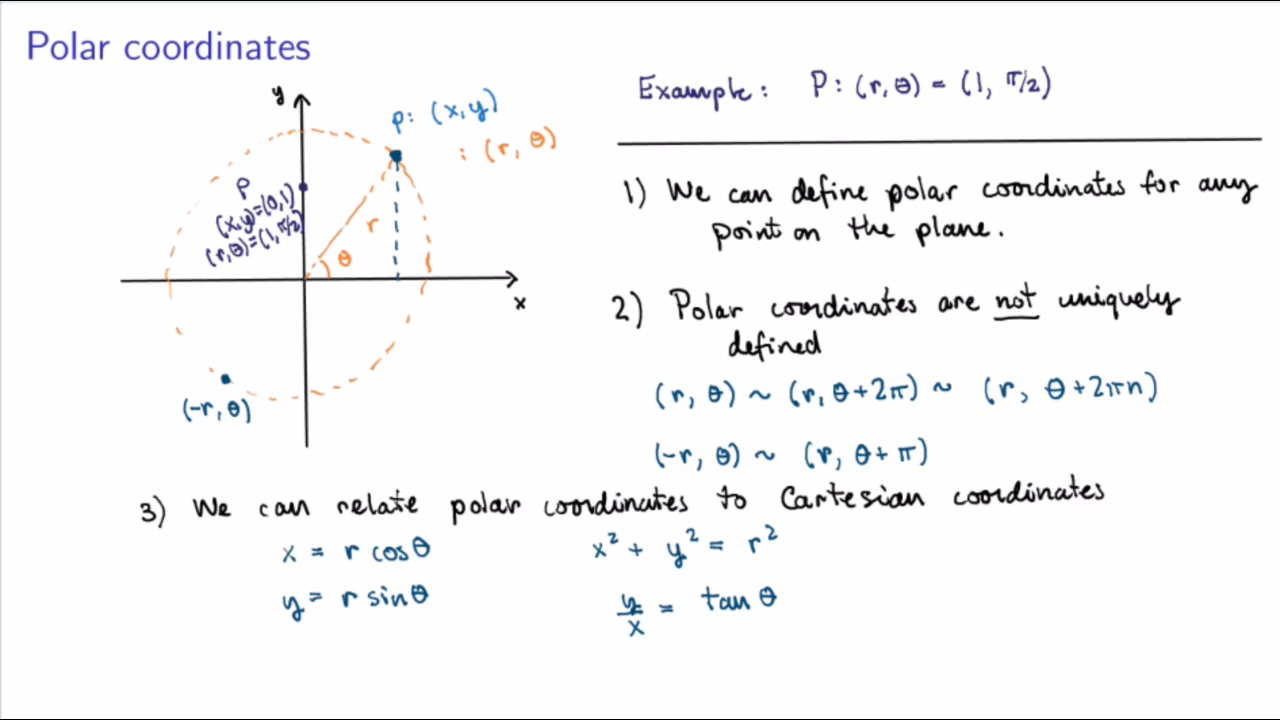 Polar coordinates
Example: P: (r, θ) = (1, π/2)
y
p: (x, y)
: (r, θ)
P
(x,y)=(0,1)
(r,θ)=(1,π/2)
r
θ
x
(-r, θ)
1) We can define polar coordinates for any
point on the plane.
2) Polar coordinates are not uniquely
defined
(r, θ) ~ (r, θ+2π) ~ (r, θ+2πn)
(-r, θ) ~ (r, θ+π)
3) We can relate polar coordinates to Cartesian coordinates
x = r cosθ
y = r sinθ
x² + y² = r²
y/x = tan θ